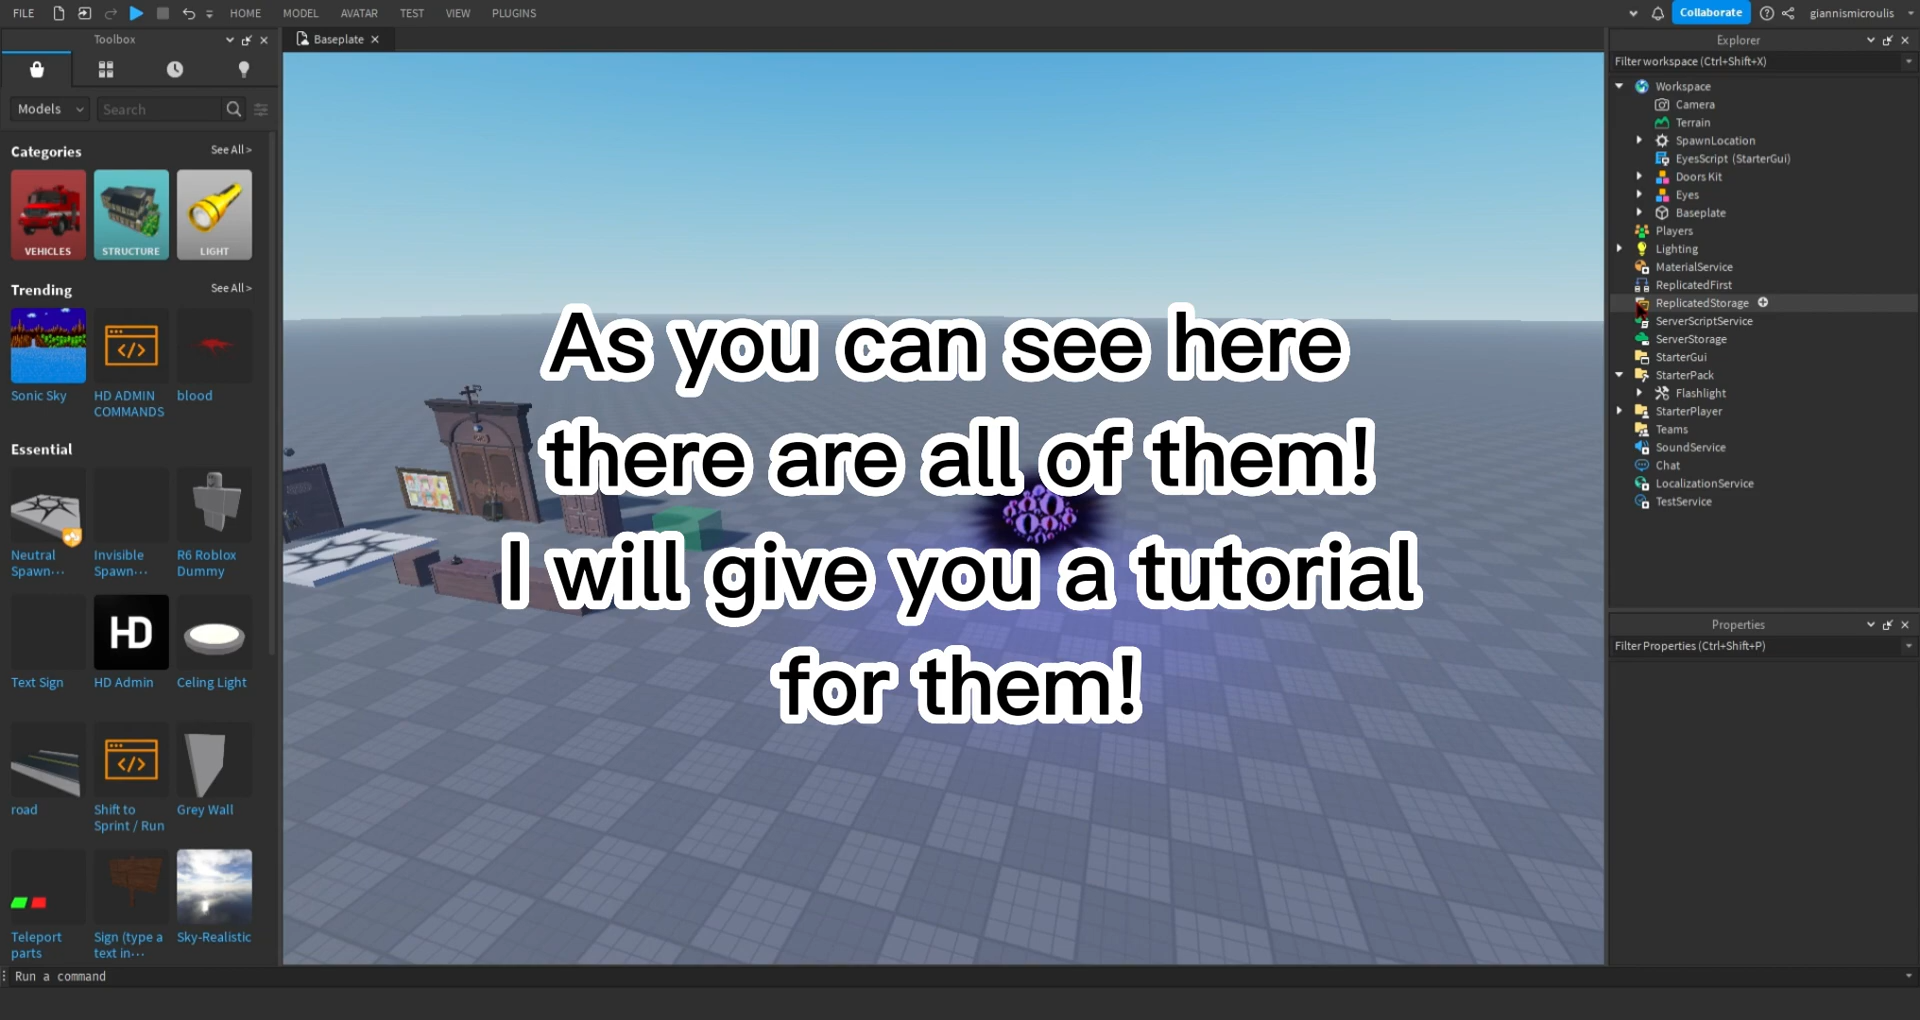 FILE HOME MODEL AVATAR TEST VIEW PLUGINS Collaborate giannismicroulis
Toolbox
Baseplate
Explorer
Models
Search
Categories
See All >
VEHICLES
STRUCTURE
LIGHT
Trending
See All >
Sonic Sky
HD ADMIN
COMMANDS
blood
Essential
Neutral
Spawn...
Invisible
Spawn...
R6 Roblox
Dummy
Text Sign
HD
HD Admin
Celing Light
road
Shift to
Sprint / Run
Grey Wall
Teleport
parts
Sign (type a
text in...
Sky-Realistic
As you can see here
there are all of them!
I will give you a tutorial
for them!
Filter workspace (Ctrl+Shift+X)
Workspace
Camera
Terrain
SpawnLocation
EyesScript (StarterGui)
Doors Kit
Eyes
Baseplate
Players
Lighting
MaterialService
ReplicatedFirst
ReplicatedStorage
ServerScriptService
ServerStorage
StarterGui
StarterPack
Flashlight
StarterPlayer
Teams
SoundService
Chat
LocalizationService
TestService
Properties
Filter Properties (Ctrl+Shift+P)
Run a command